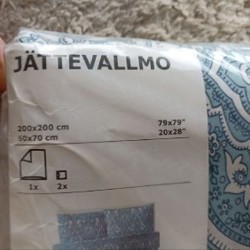 JÄTTEVALLMO
200x200 cm 79x79"
50x70 cm 20x28"
1x 2x